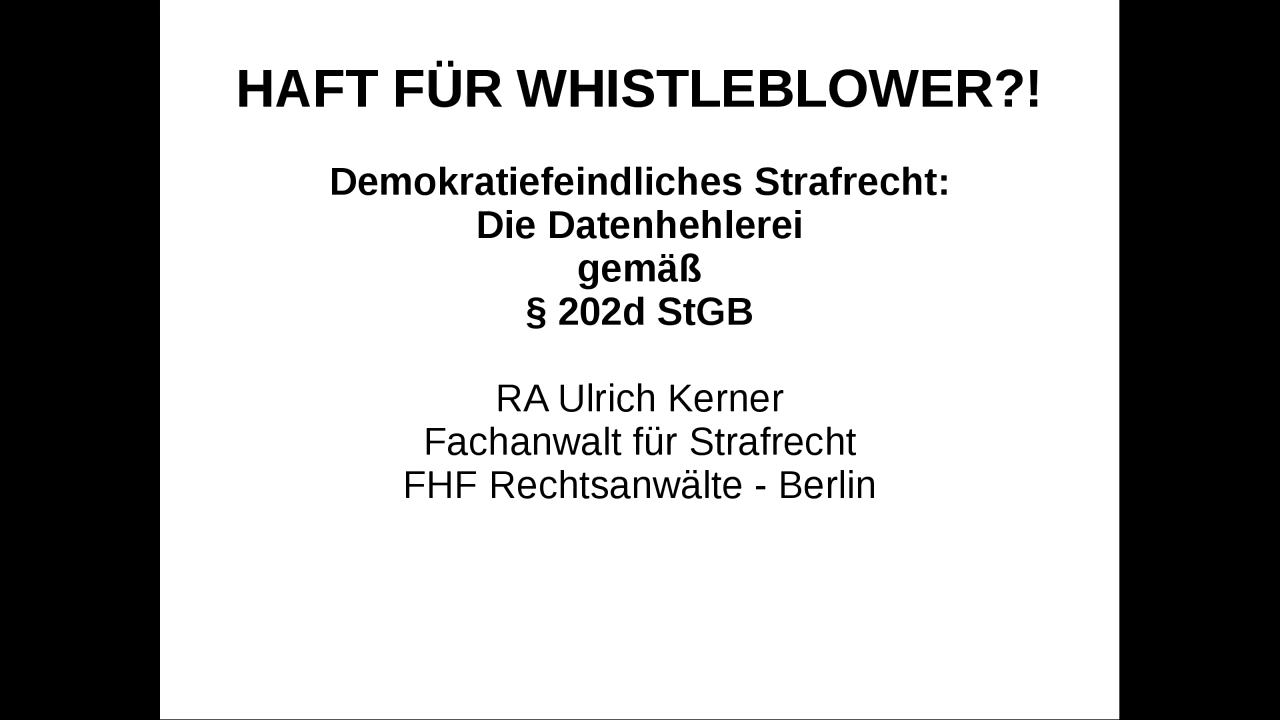 HAFT FÜR WHISTLEBLOWER?!
Demokratiefeindliches Strafrecht:
Die Datenhehlerei
gemäß
§ 202d StGB
RA Ulrich Kerner
Fachanwalt für Strafrecht
FHF Rechtsanwälte - Berlin